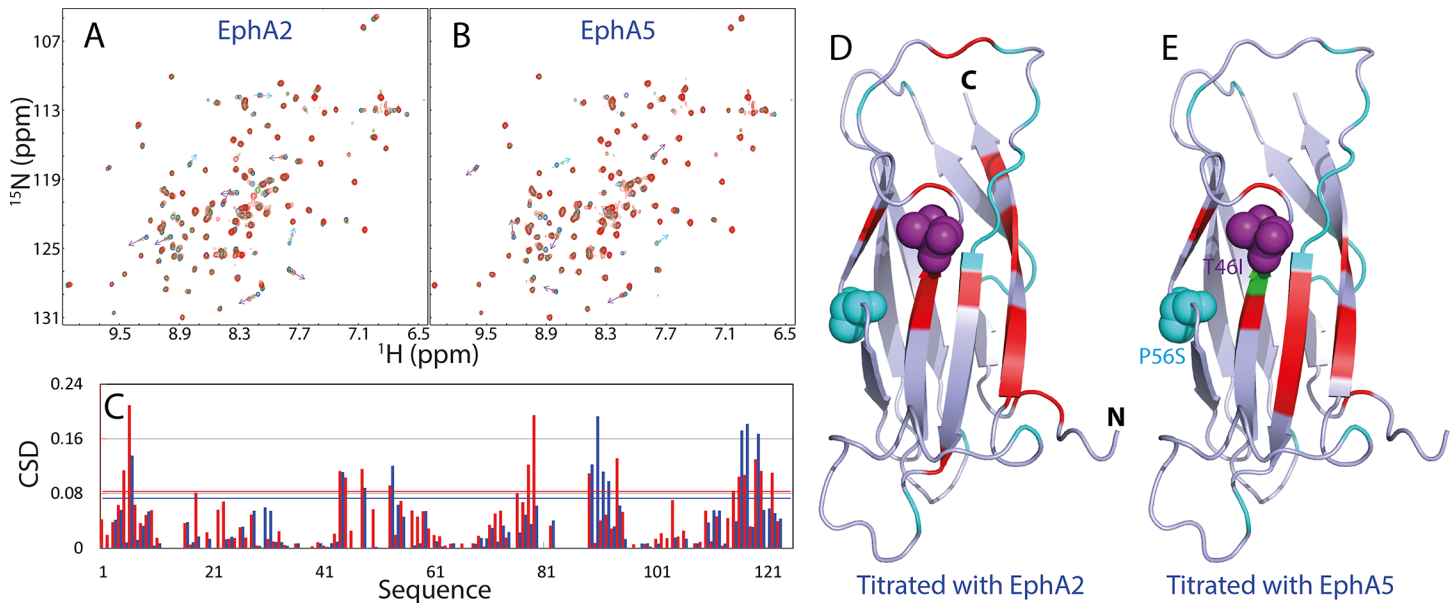 A
EphA2
B
EphA5
D
E
107
113
119
125
131
¹⁵N (ppm)
9.5 8.9 8.3 7.7 7.1 6.5
9.5 8.9 8.3 7.7 7.1 6.5
¹H (ppm)
C
T46I
P56S
N
C
0.24
0.16
0.08
0
CSD
1 21 41 61 81 101 121
Sequence
Titrated with EphA2
Titrated with EphA5